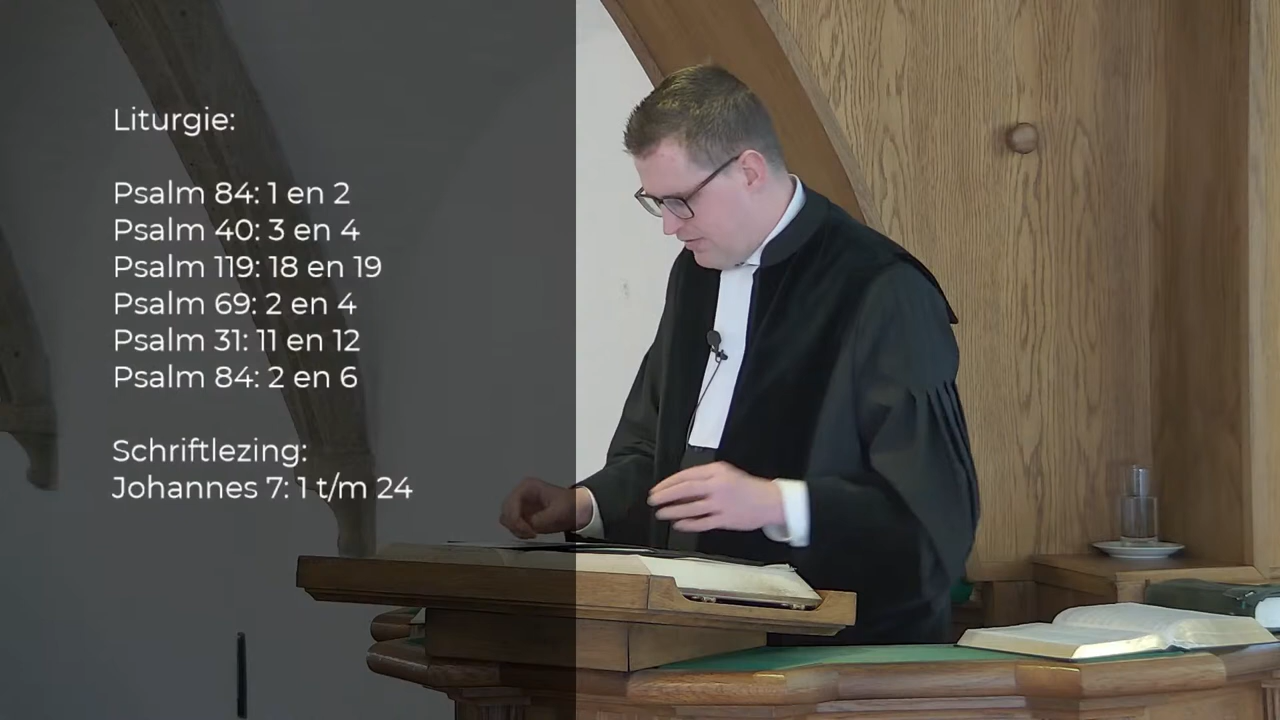 Liturgie:
Psalm 84: 1 en 2
Psalm 40: 3 en 4
Psalm 119: 18 en 19
Psalm 69: 2 en 4
Psalm 31: 11 en 12
Psalm 84: 2 en 6
Schriftlezing:
Johannes 7: 1 t/m 24